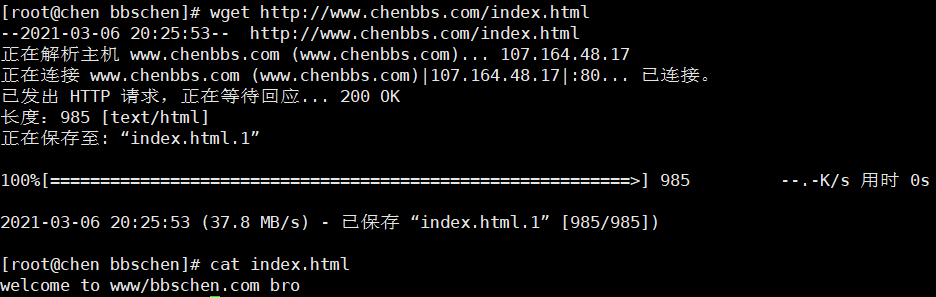 [root@chen bbschen]# wget http://www.chenbbs.com/index.html
--2021-03-06 20:25:53--  http://www.chenbbs.com/index.html
正在解析主机 www.chenbbs.com (www.chenbbs.com)... 107.164.48.17
正在连接 www.chenbbs.com (www.chenbbs.com)|107.164.48.17|:80... 已连接。
已发出 HTTP 请求，正在等待回应... 200 OK
长度：985 [text/html]
正在保存至: “index.html.1”
100%[==========================================================>] 985         --.-K/s 用时 0s
2021-03-06 20:25:53 (37.8 MB/s) - 已保存 “index.html.1” [985/985])
[root@chen bbschen]# cat index.html
welcome to www/bbschen.com bro